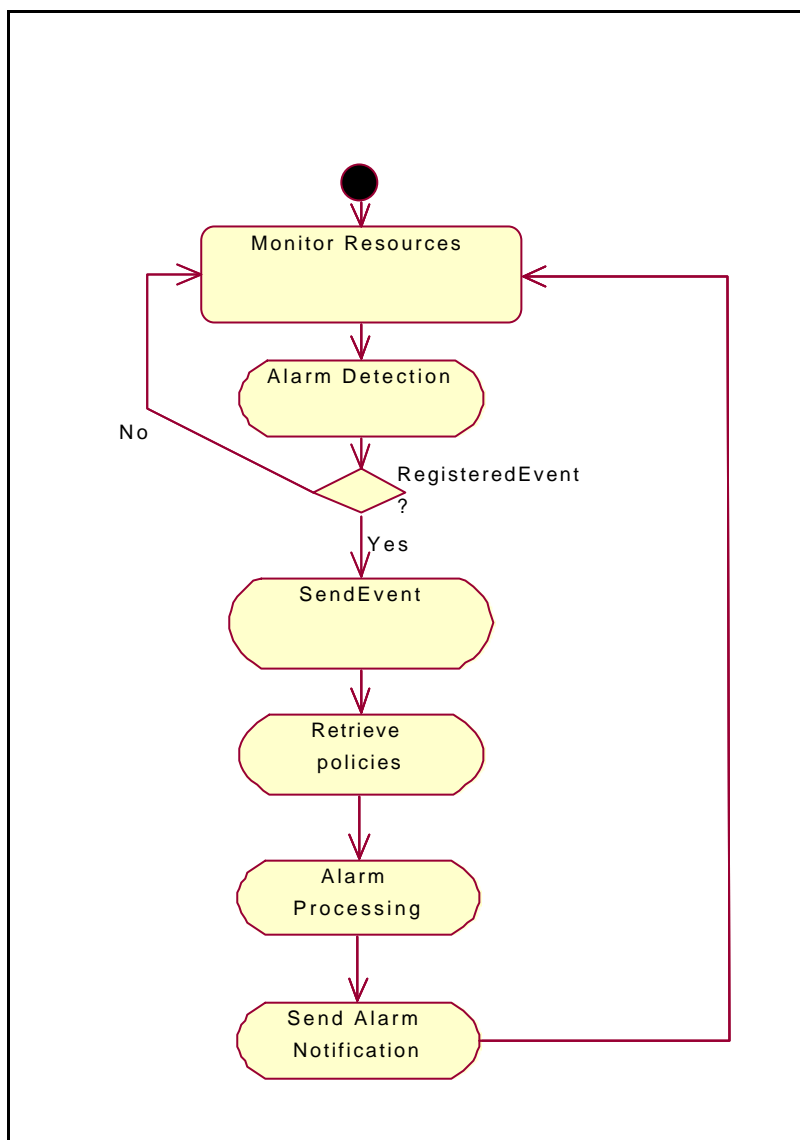 Monitor Resources
Alarm Detection
No
RegisteredEvent
?
Yes
SendEvent
Retrieve
policies
Alarm
Processing
Send Alarm
Notification